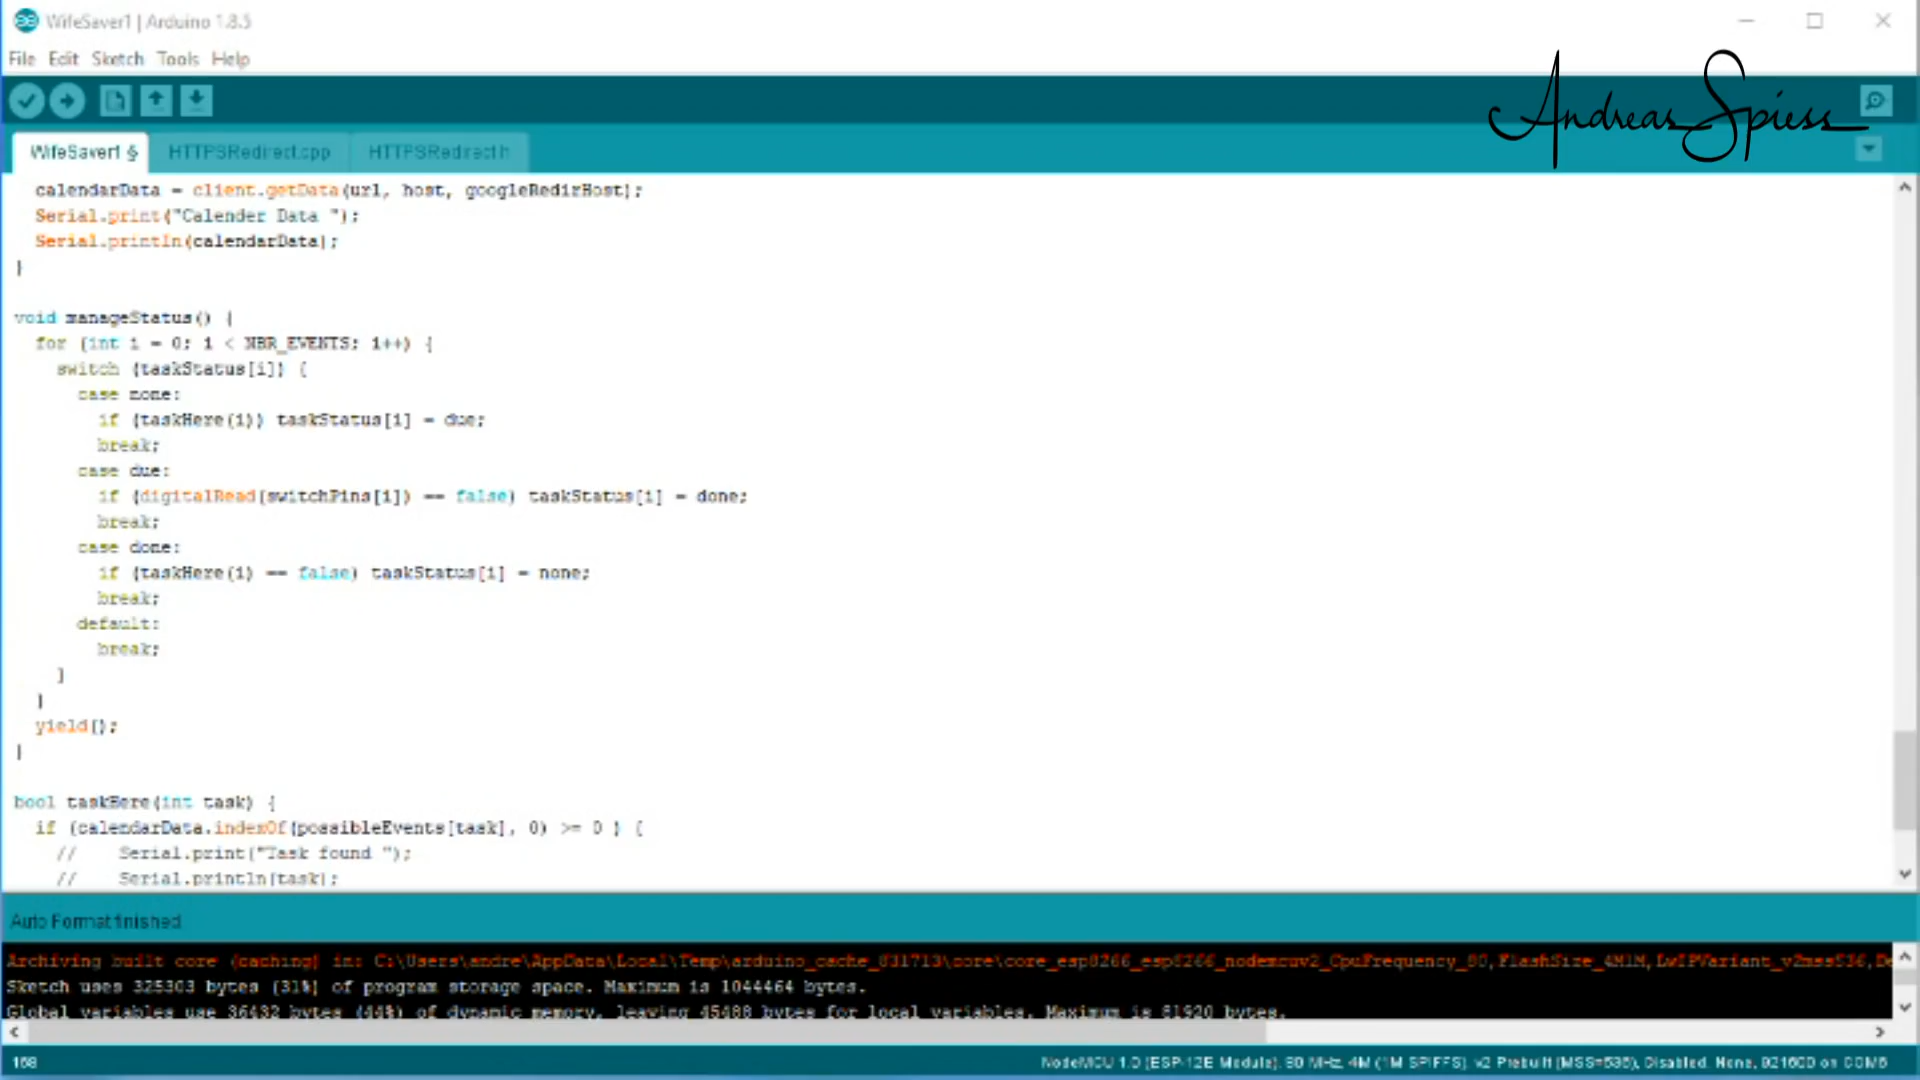 WifeSaver1 | Arduino 1.8.5
File Edit Sketch Tools Help
Andreas Spiess
WifeSaver1 § HTTPSRedirect.cpp HTTPSRedirect.h
calendarData = client.getData(url, host, googleRedirHost);
Serial.print("Calender Data ");
Serial.println(calendarData);
}
void manageStatus() {
for (int i = 0; i < NBR_EVENTS; i++) {
switch (taskStatus[i]) {
case none:
if (taskHere(i)) taskStatus[i] = due;
break;
case due:
if (digitalRead(switchPins[i]) == false) taskStatus[i] = done;
break;
case done:
if (taskHere(i) == false) taskStatus[i] = none;
break;
default:
break;
}
}
yield();
}
bool taskHere(int task) {
if (calendarData.indexOf(possibleEvents[task], 0) >= 0 ) {
// Serial.print("Task found ");
// Serial.println(task);
Auto Format finished
Archiving built core (caching) in: C:\Users\andre\AppData\Local\Temp\arduino_cache_831713\core\core_esp8266_esp8266_nodemcuv2_CpuFrequency_80,FlashSize_4M1M,LwIPVariant_v2mss536,De
Sketch uses 325303 bytes (31%) of program storage space. Maximum is 1044464 bytes.
Global variables use 36432 bytes (44%) of dynamic memory, leaving 45488 bytes for local variables. Maximum is 81920 bytes.
168 NodeMCU 1.0 (ESP-12E Module), 80 MHz, 4M (1M SPIFFS), v2 Prebuilt (MSS=536), Disabled, None, 921600 on COM6